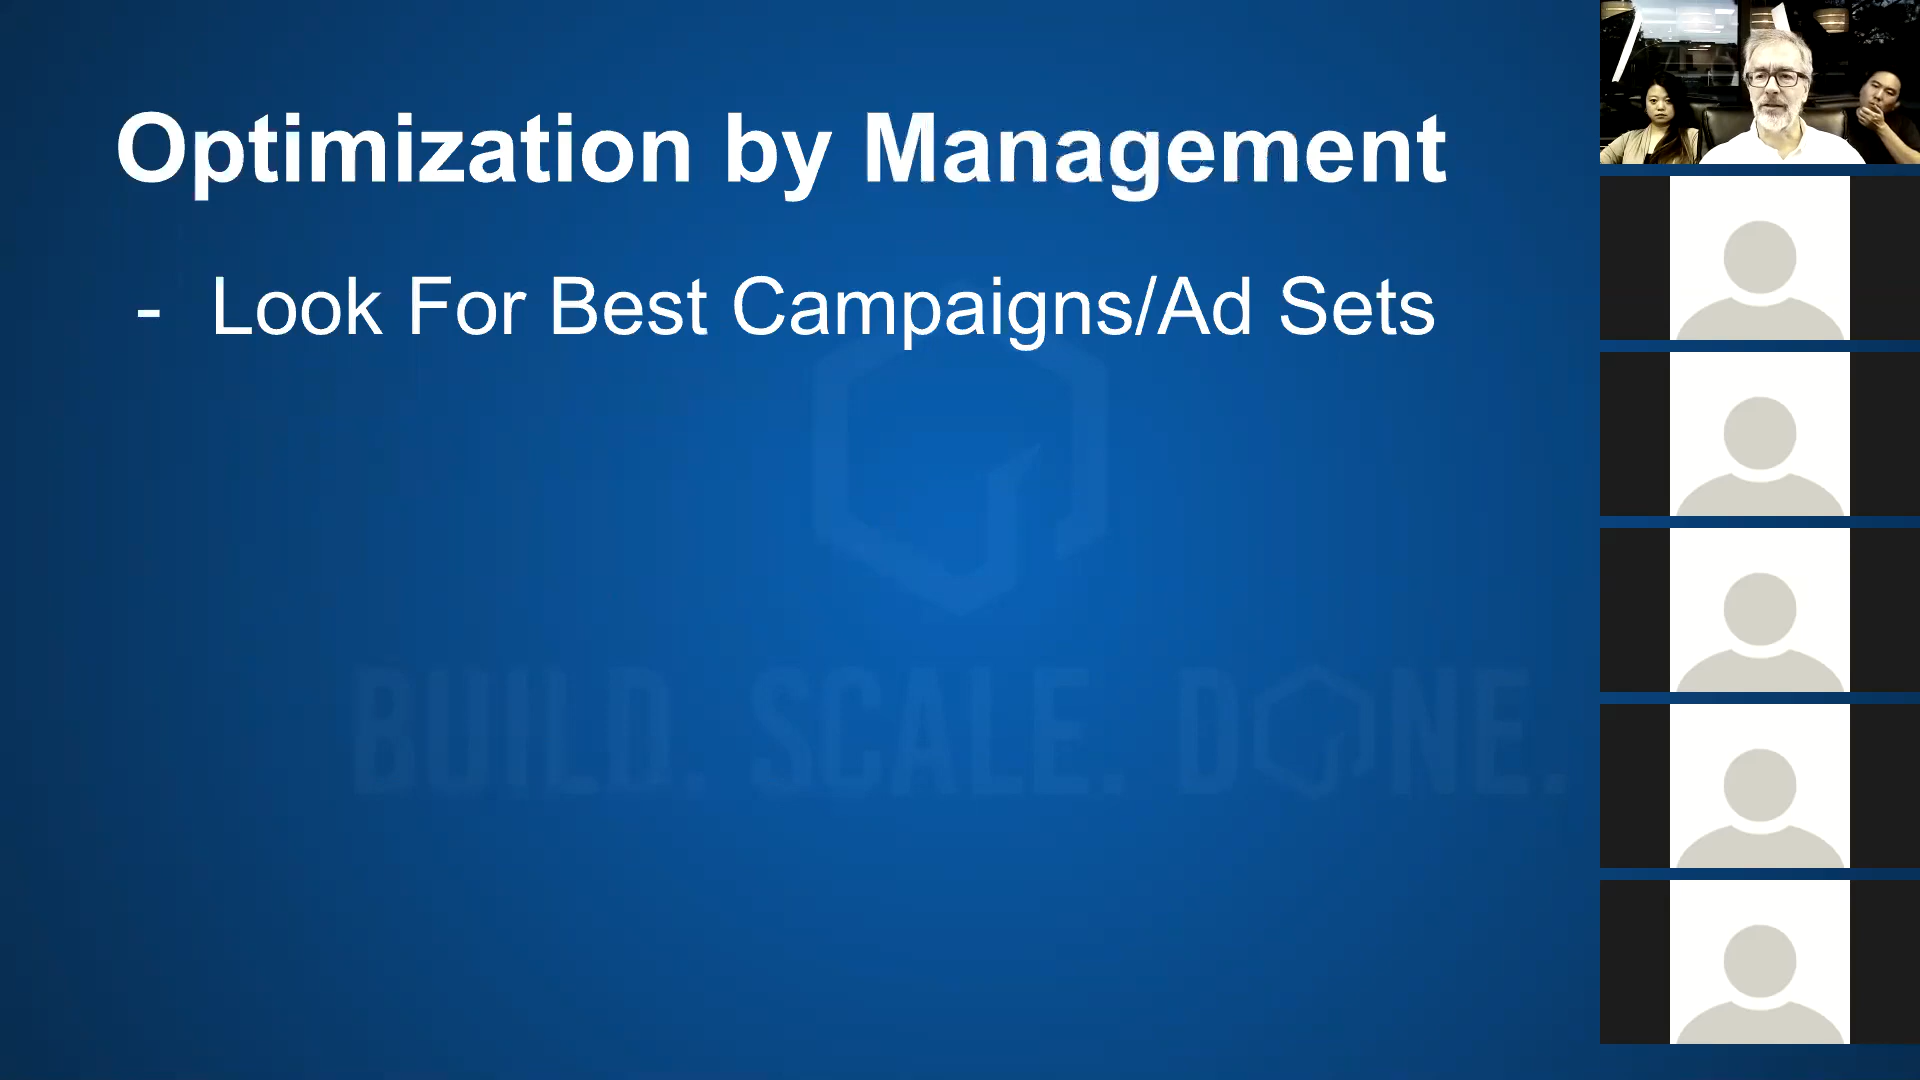 Optimization by Management
- Look For Best Campaigns/Ad Sets
BUILD. SCALE. DONE.